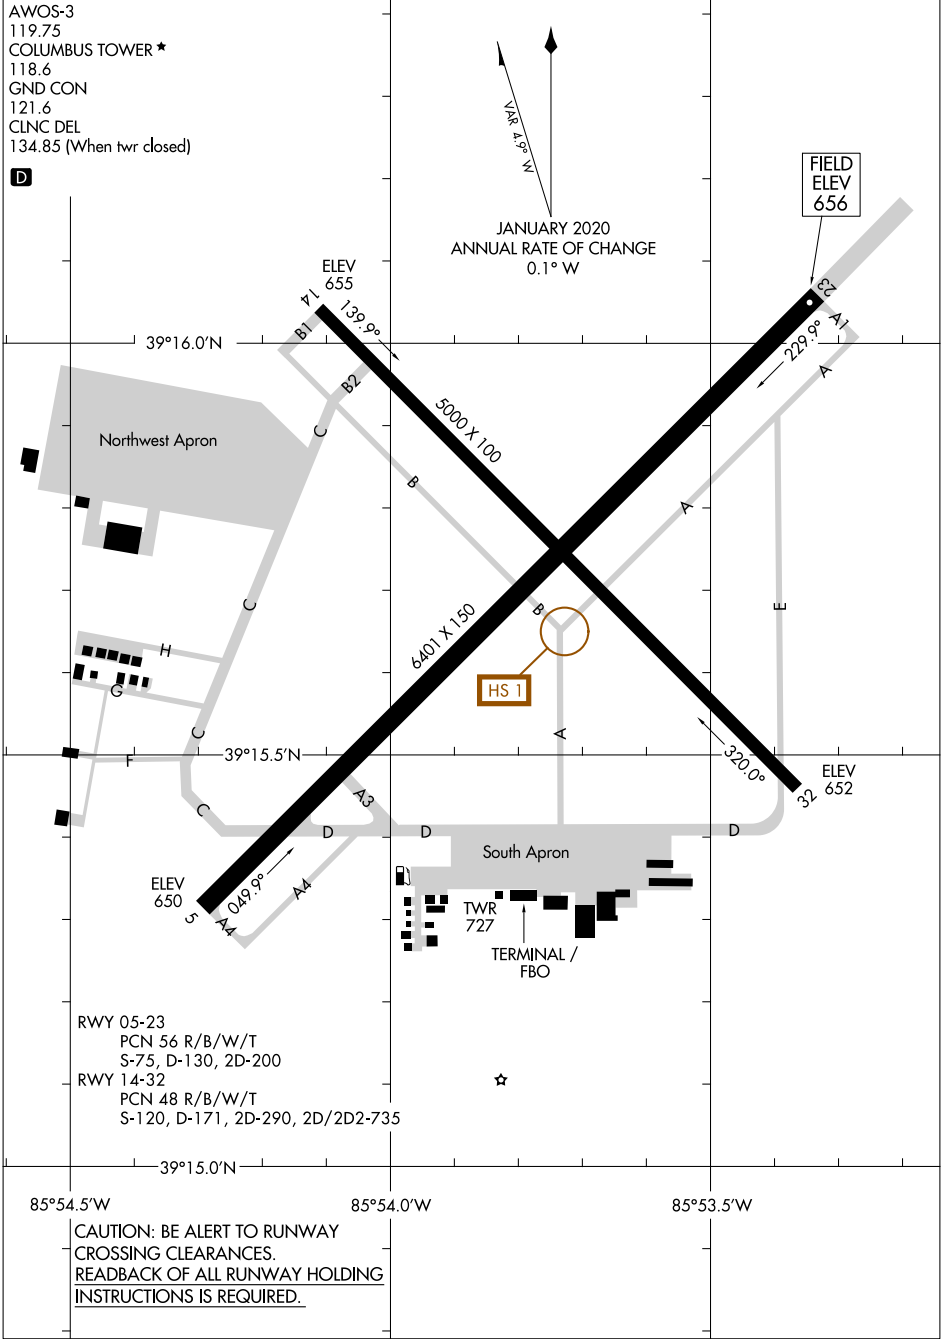 AWOS-3
119.75
COLUMBUS TOWER ★
118.6
GND CON
121.6
CLNC DEL
134.85 (When twr closed)
D
VAR 4.9° W
JANUARY 2020
ANNUAL RATE OF CHANGE
0.1° W
FIELD
ELEV
656
ELEV
655
14
139.9°
23
A1
229.9°
A
B1
39°16.0'N
B2
5000 X 100
C
Northwest Apron
B
A
C
B
E
6401 X 150
H
HS 1
G
C
A
39°15.5'N
F
320.0°
ELEV
652
32
C
A3
D
D
D
South Apron
ELEV
650
5
049.9°
A4
A4
TWR
727
TERMINAL /
FBO
RWY 05-23
PCN 56 R/B/W/T
S-75, D-130, 2D-200
RWY 14-32
PCN 48 R/B/W/T
S-120, D-171, 2D-290, 2D/2D2-735
39°15.0'N
85°54.5'W
85°54.0'W
85°53.5'W
CAUTION: BE ALERT TO RUNWAY
CROSSING CLEARANCES.
READBACK OF ALL RUNWAY HOLDING
INSTRUCTIONS IS REQUIRED.